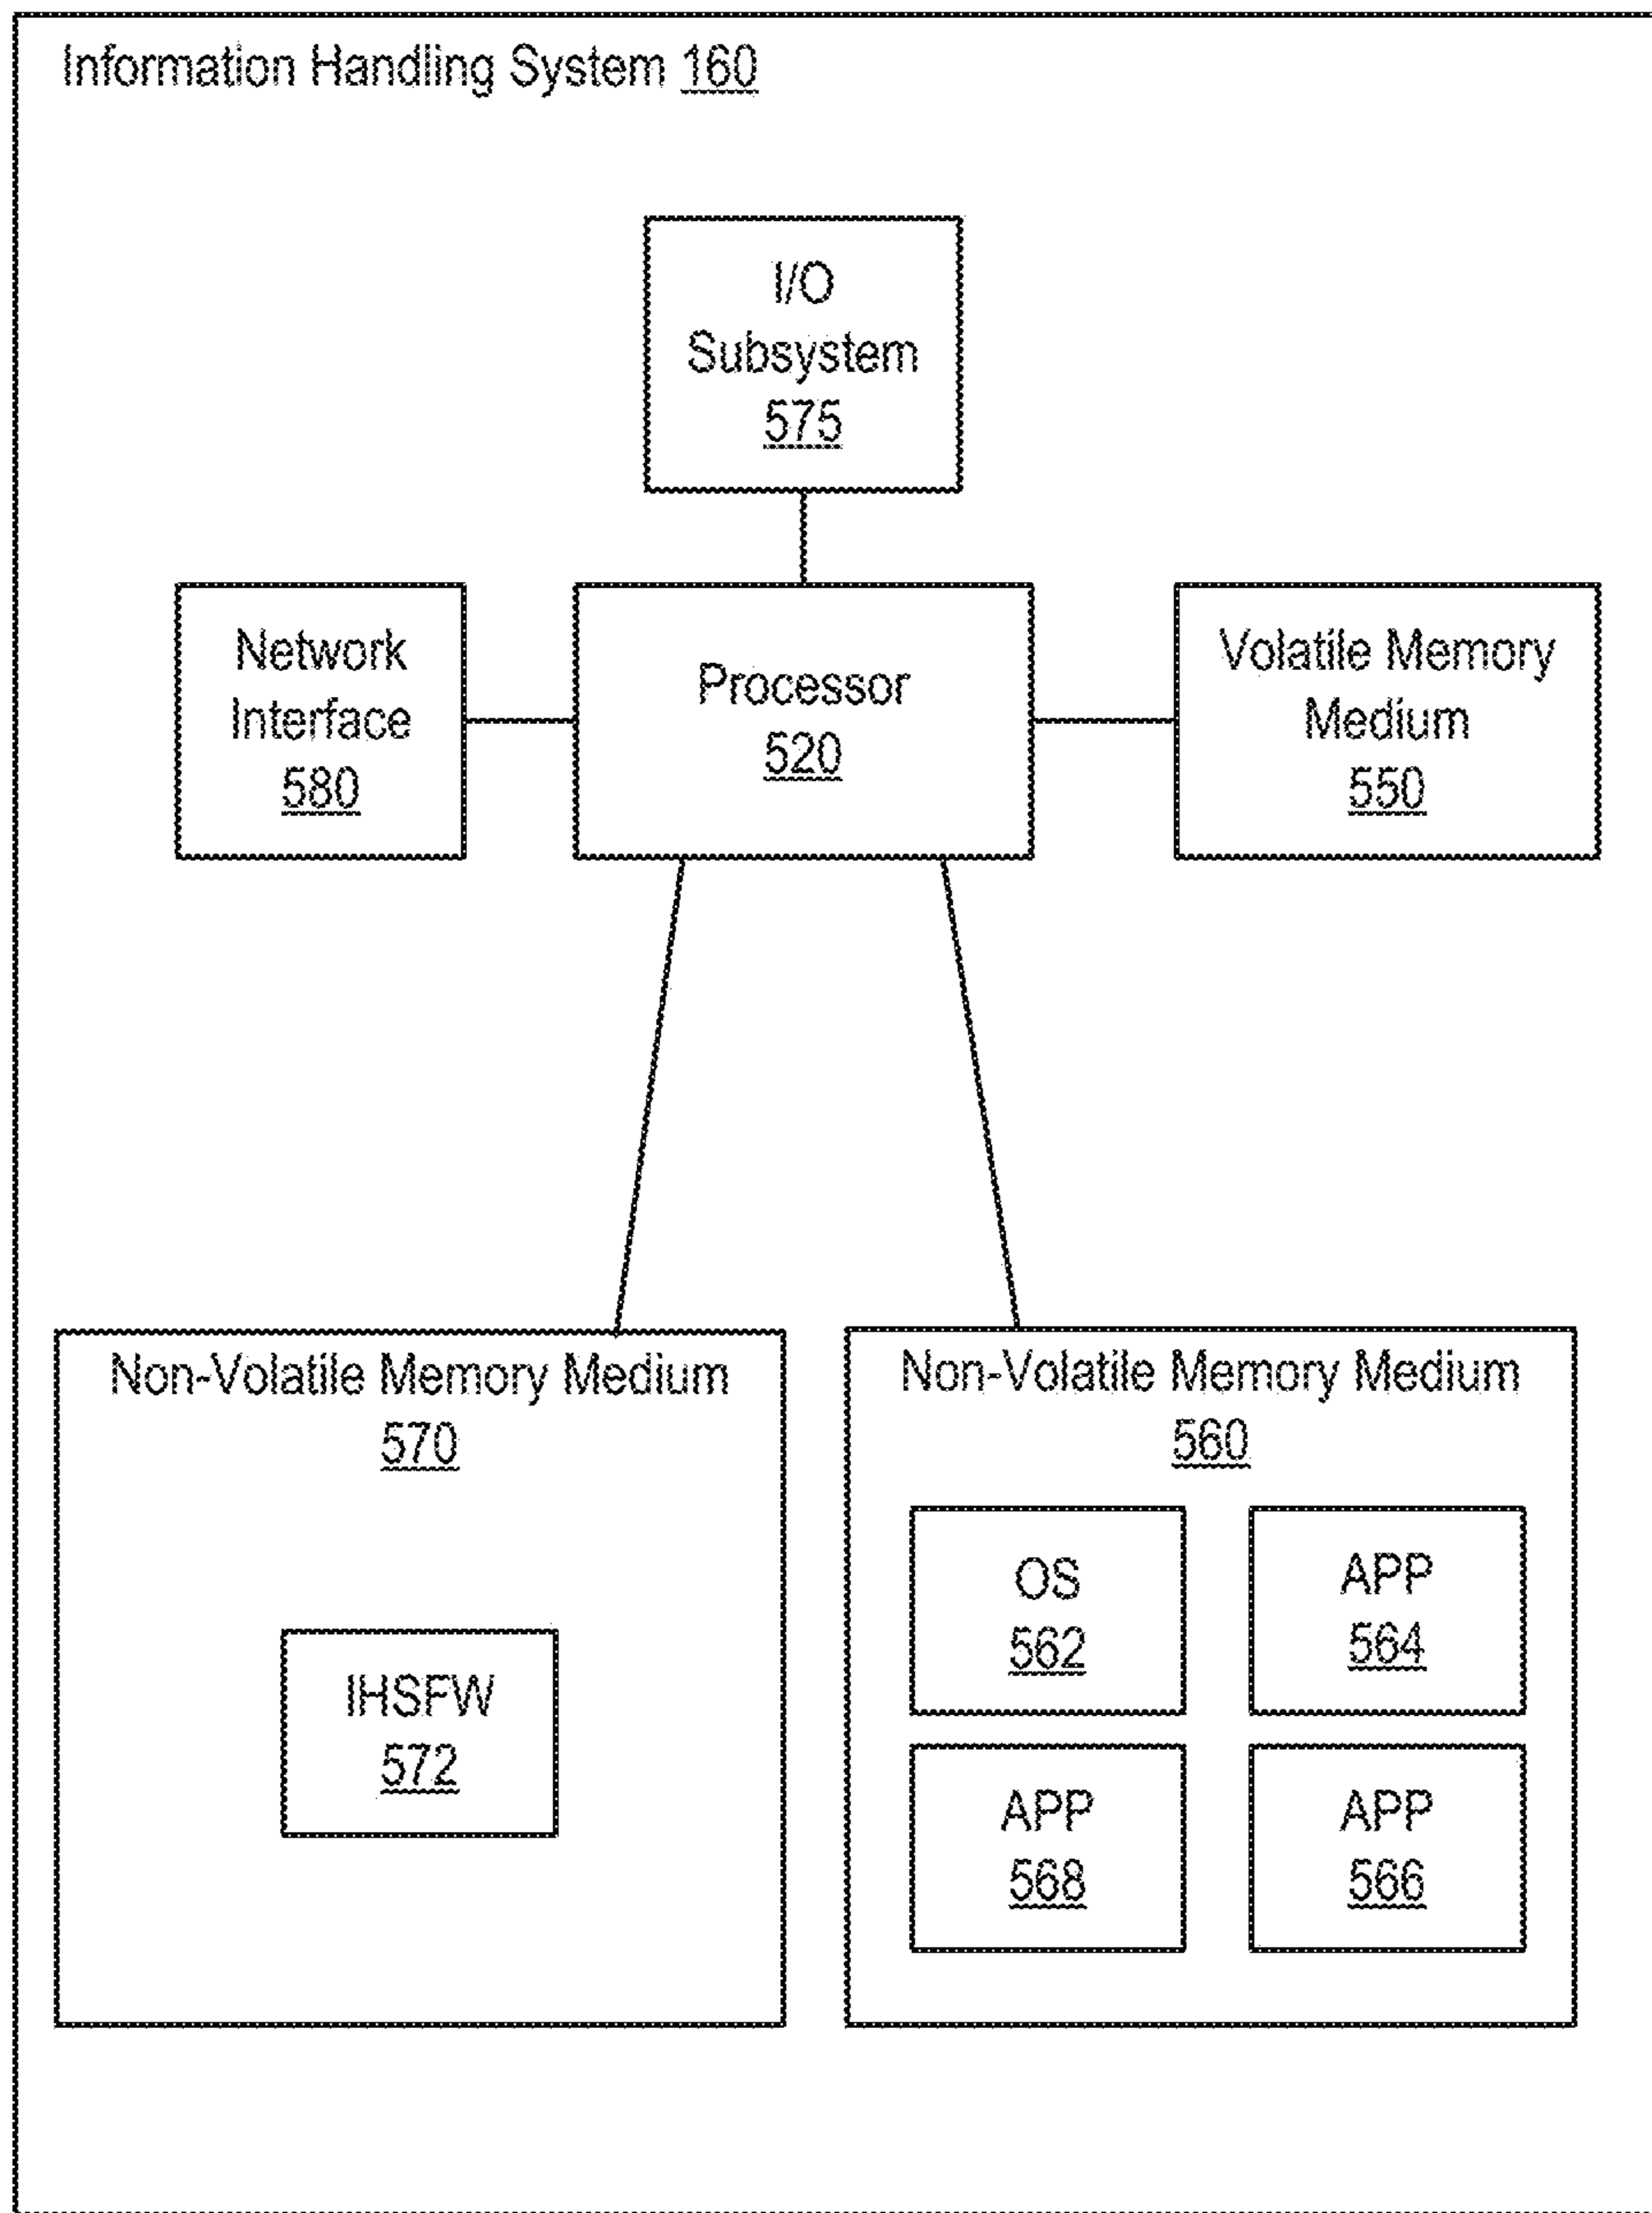 Information Handling System 160
I/O
Subsystem
575
Network
Interface
580
Processor
520
Volatile Memory
Medium
550
Non-Volatile Memory Medium
570
IHSFW
572
Non-Volatile Memory Medium
560
OS
562
APP
564
APP
568
APP
566